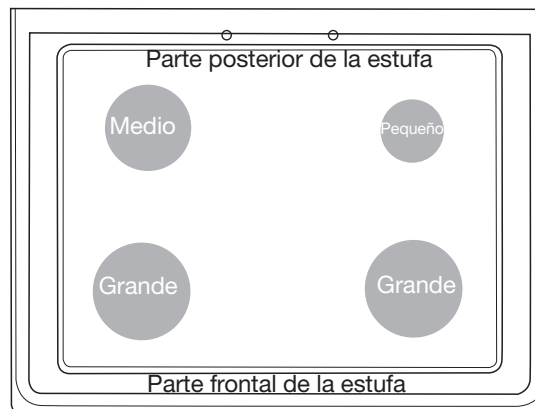 Parte posterior de la estufa
Medio
Pequeño
Grande
Grande
Parte frontal de la estufa